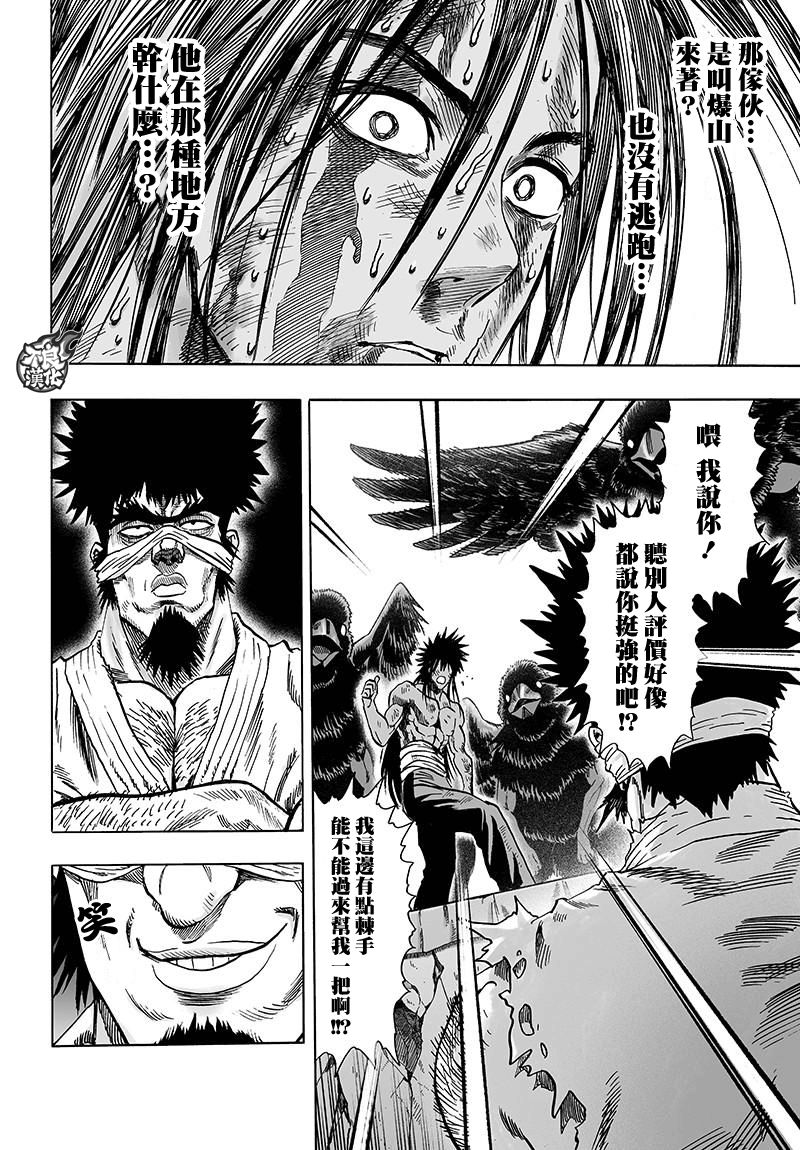 那傢伙…
是叫爆山
來著？
也沒有逃跑…
他在那種地方
幹什麼…？
不良
漢化
喂 我說你！
聽別人評價好像
都說你挺強的吧！？
我這邊有點棘手
能不能過來幫我一把啊！！？
笑